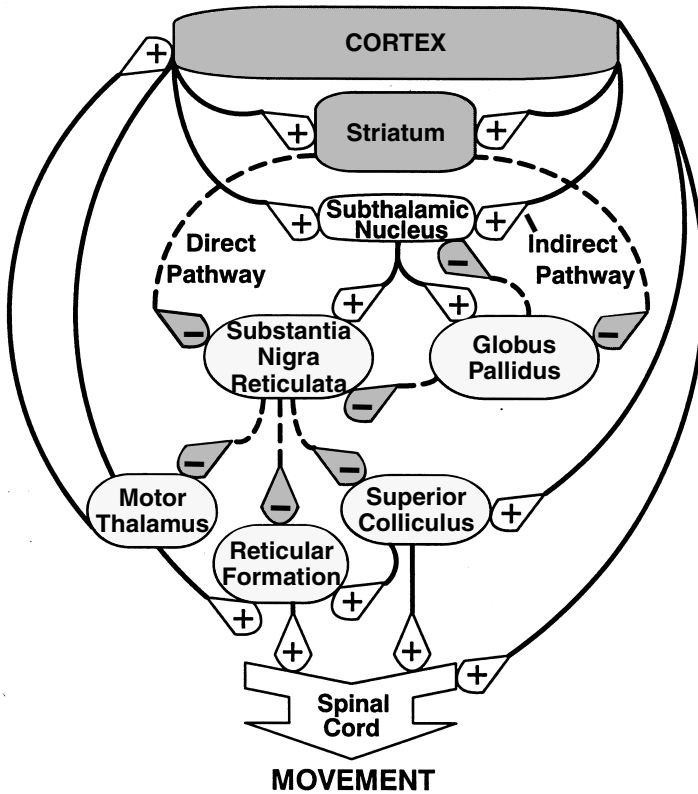 CORTEX
+
+
Striatum
+
+
Subthalamic
Nucleus
+
Direct
Pathway
−
Indirect
Pathway
+
+
−
Substantia
Nigra
Reticulata
Globus
Pallidus
−
−
−
−
Motor
Thalamus
−
Superior
Colliculus
+
Reticular
Formation
+
+
+
+
+
Spinal
Cord
MOVEMENT